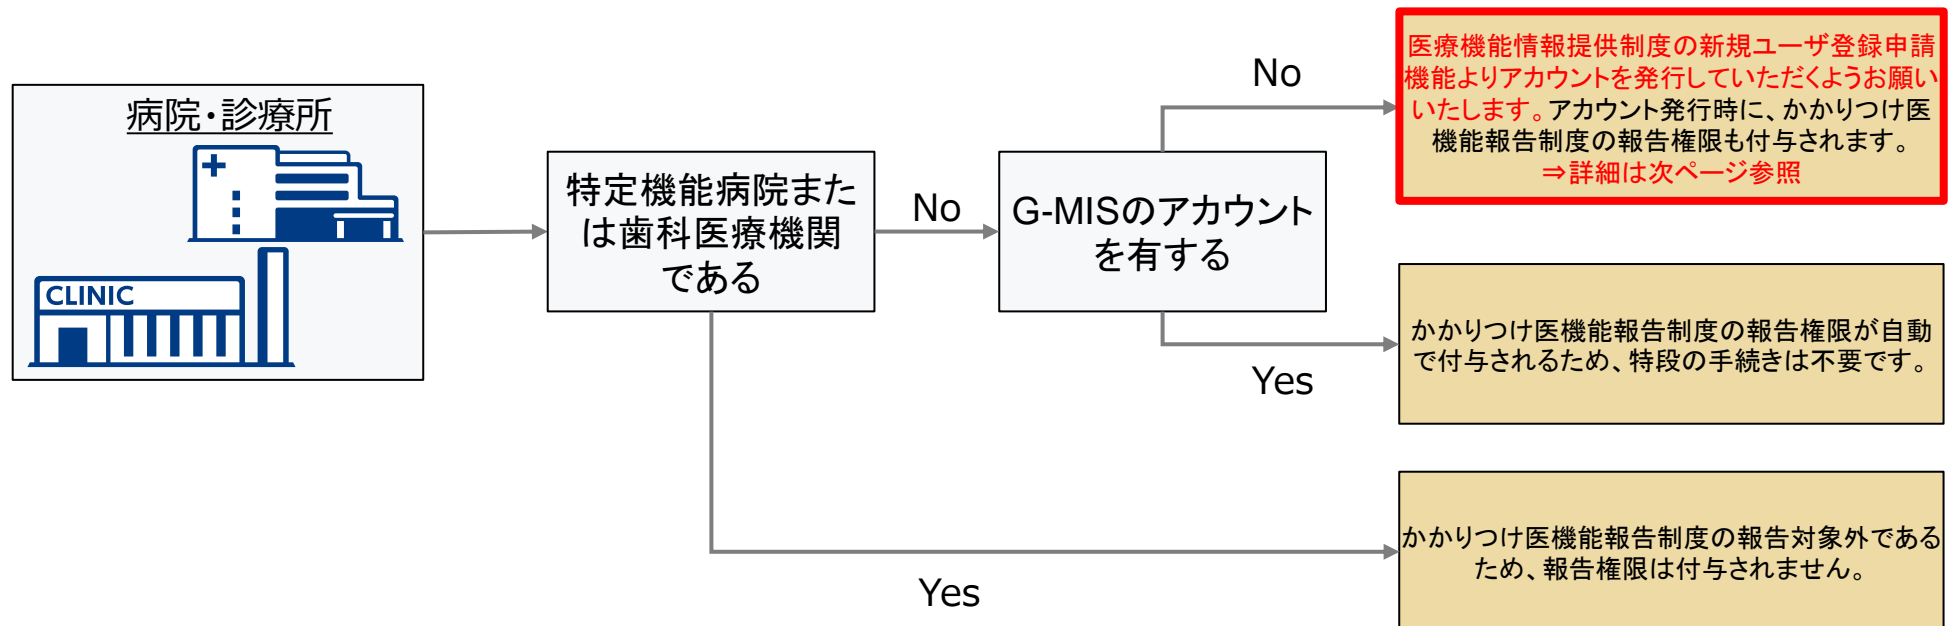 病院・診療所
CLINIC
特定機能病院また
は歯科医療機関
である
No
G-MISのアカウント
を有する
No
医療機能情報提供制度の新規ユーザ登録申請
機能よりアカウントを発行していただくようお願い
いたします。アカウント発行時に、かかりつけ医
機能報告制度の報告権限も付与されます。
⇒詳細は次ページ参照
Yes
かかりつけ医機能報告制度の報告権限が自動
で付与されるため、特段の手続きは不要です。
Yes
かかりつけ医機能報告制度の報告対象外である
ため、報告権限は付与されません。